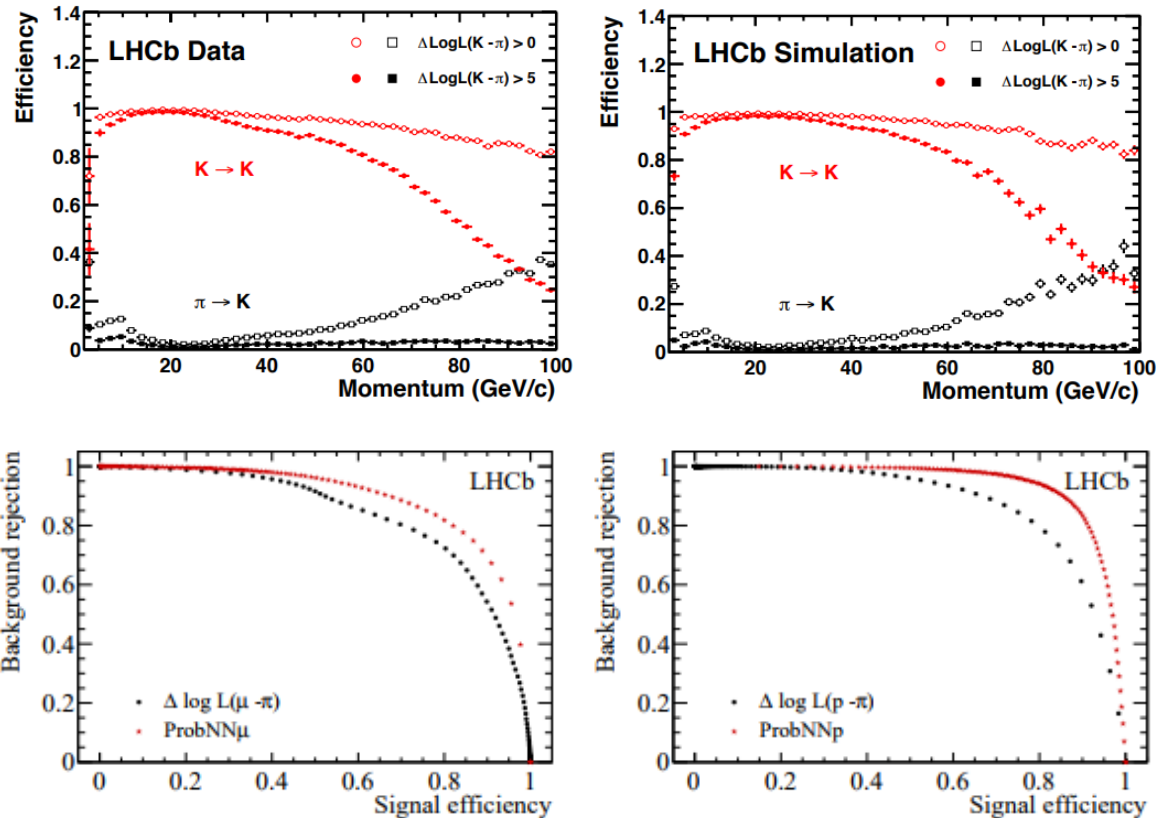 LHCb Data
ΔLogL(K - π) > 0
ΔLogL(K - π) > 5
K → K
π → K
Efficiency
1.4
1.2
1
0.8
0.6
0.4
0.2
0
20
40
60
80
100
Momentum (GeV/c)
LHCb Simulation
ΔLogL(K - π) > 0
ΔLogL(K - π) > 5
K → K
π → K
Efficiency
1.4
1.2
1
0.8
0.6
0.4
0.2
0
20
40
60
80
100
Momentum (GeV/c)
LHCb
Background rejection
1
0.8
0.6
0.4
0.2
0
Δ log L(μ -π)
ProbNNμ
0
0.2
0.4
0.6
0.8
1
Signal efficiency
LHCb
Background rejection
1
0.8
0.6
0.4
0.2
0
Δ log L(p -π)
ProbNNp
0
0.2
0.4
0.6
0.8
1
Signal efficiency